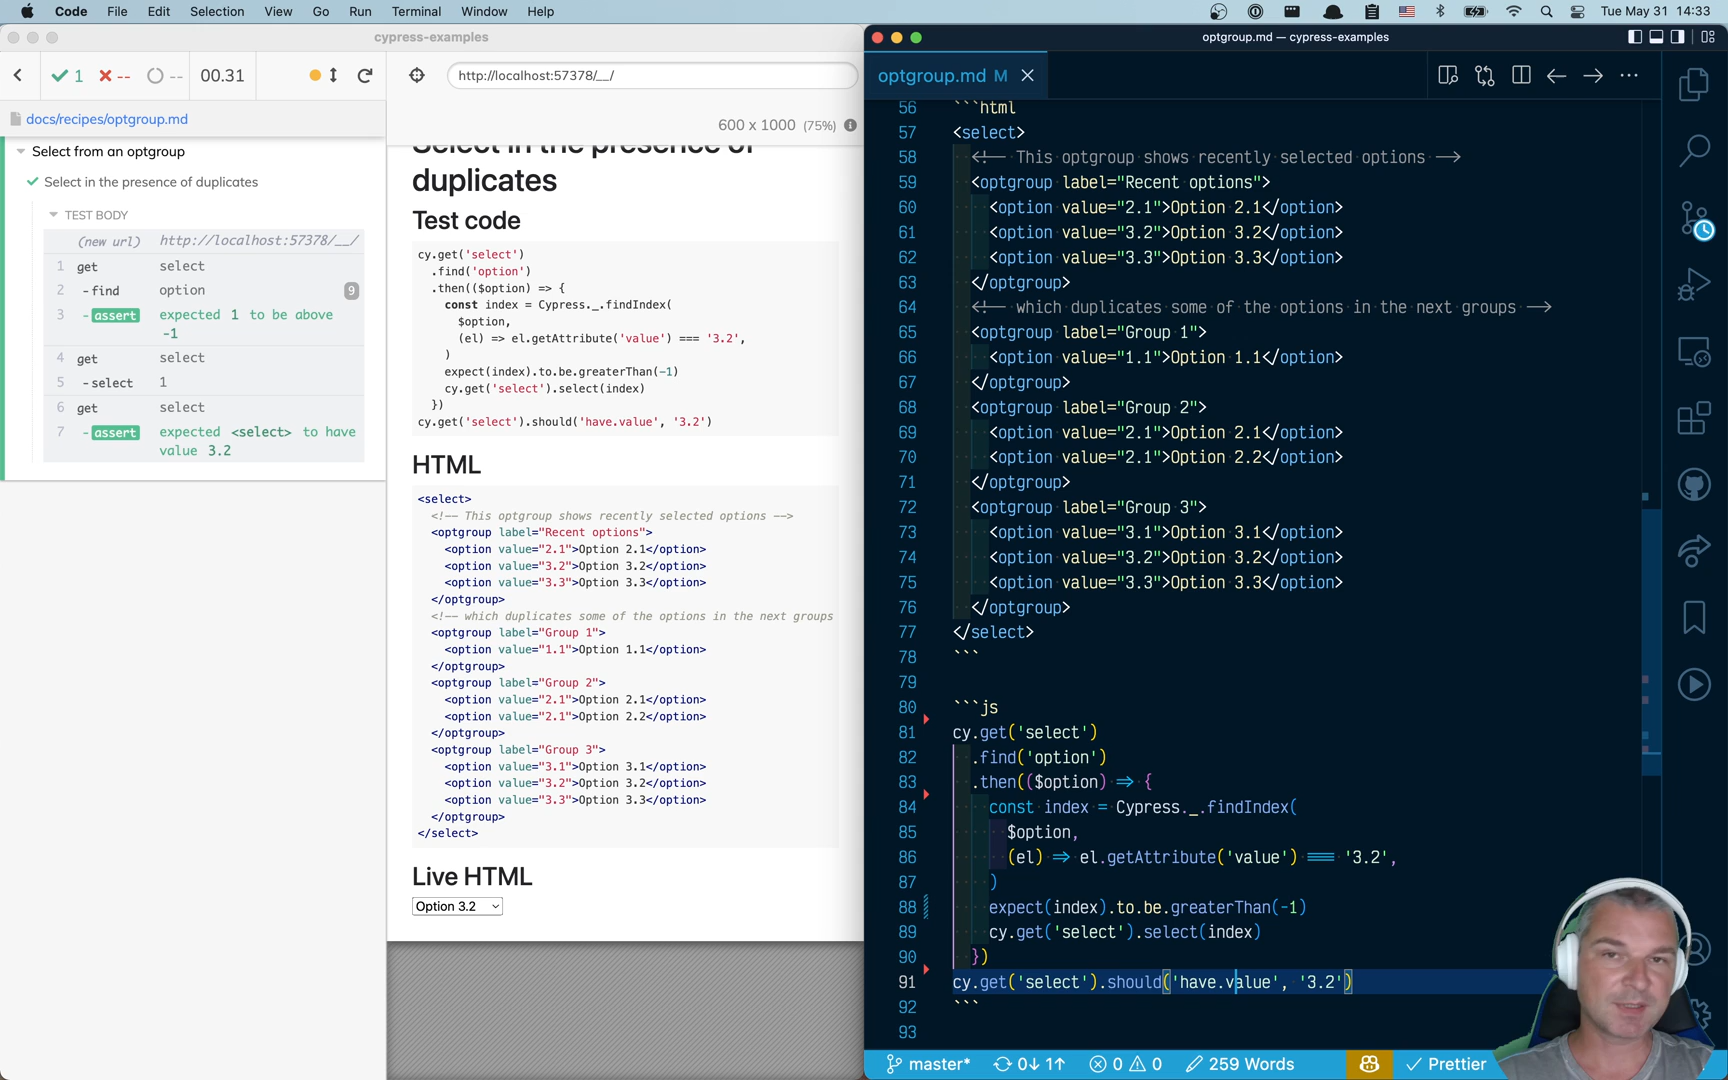 Code File Edit Selection View Go Run Terminal Window Help Tue May 31 14:33
cypress-examples
1 -- -- 00.31
docs/recipes/optgroup.md
Select from an optgroup
Select in the presence of duplicates
TEST BODY
(new url) http://localhost:57378/__/
1 get select
2 -find option 9
3 -assert expected 1 to be above
-1
4 get select
5 -select 1
6 get select
7 -assert expected <select> to have
value 3.2
http://localhost:57378/__/
600 x 1000 (75%)
Select in the presence of
duplicates
Test code
cy.get('select')
.find('option')
.then(($option) => {
const index = Cypress._.findIndex(
$option,
(el) => el.getAttribute('value') === '3.2',
)
expect(index).to.be.greaterThan(-1)
cy.get('select').select(index)
})
cy.get('select').should('have.value', '3.2')
HTML
<select>
<!-- This optgroup shows recently selected options -->
<optgroup label="Recent options">
<option value="2.1">Option 2.1</option>
<option value="3.2">Option 3.2</option>
<option value="3.3">Option 3.3</option>
</optgroup>
<!-- which duplicates some of the options in the next groups
<optgroup label="Group 1">
<option value="1.1">Option 1.1</option>
</optgroup>
<optgroup label="Group 2">
<option value="2.1">Option 2.1</option>
<option value="2.1">Option 2.2</option>
</optgroup>
<optgroup label="Group 3">
<option value="3.1">Option 3.1</option>
<option value="3.2">Option 3.2</option>
<option value="3.3">Option 3.3</option>
</optgroup>
</select>
Live HTML
Option 3.2
optgroup.md — cypress-examples
optgroup.md M
56 ```html
57 <select>
58 <!-- This optgroup shows recently selected options -->
59 <optgroup label="Recent options">
60 <option value="2.1">Option 2.1</option>
61 <option value="3.2">Option 3.2</option>
62 <option value="3.3">Option 3.3</option>
63 </optgroup>
64 <!-- which duplicates some of the options in the next groups -->
65 <optgroup label="Group 1">
66 <option value="1.1">Option 1.1</option>
67 </optgroup>
68 <optgroup label="Group 2">
69 <option value="2.1">Option 2.1</option>
70 <option value="2.1">Option 2.2</option>
71 </optgroup>
72 <optgroup label="Group 3">
73 <option value="3.1">Option 3.1</option>
74 <option value="3.2">Option 3.2</option>
75 <option value="3.3">Option 3.3</option>
76 </optgroup>
77 </select>
78 ```
79
80 ```js
81 cy.get('select')
82 .find('option')
83 .then(($option) => {
84 const index = Cypress._.findIndex(
85 $option,
86 (el) => el.getAttribute('value') === '3.2',
87 )
88 expect(index).to.be.greaterThan(-1)
89 cy.get('select').select(index)
90 })
91 cy.get('select').should('have.value', '3.2')
92 ```
93
master* 0↓ 1↑ 0 0 259 Words Prettier